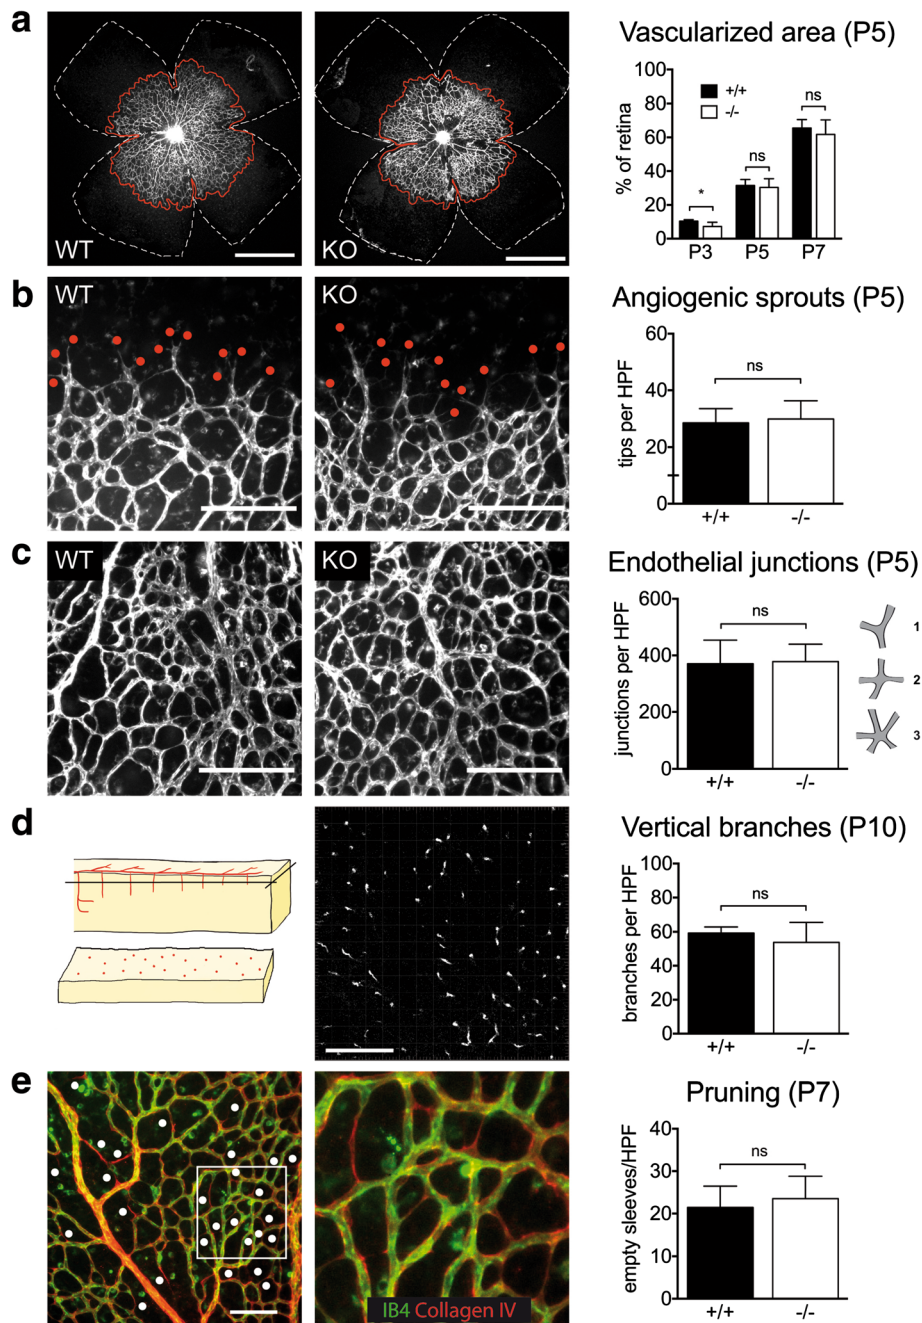 a
WT
KO
Vascularized area (P5)
% of retina
100
80
60
40
20
0
+/+
-/-
*
ns
ns
P3 P5 P7
b
WT
KO
Angiogenic sprouts (P5)
tips per HPF
60
40
20
0
ns
+/+ -/-
c
WT
KO
Endothelial junctions (P5)
junctions per HPF
600
400
200
0
ns
+/+ -/-
1
2
3
d
Vertical branches (P10)
branches per HPF
100
80
60
40
20
0
ns
+/+ -/-
e
IB4 Collagen IV
Pruning (P7)
empty sleeves/HPF
40
30
20
10
0
ns
+/+ -/-